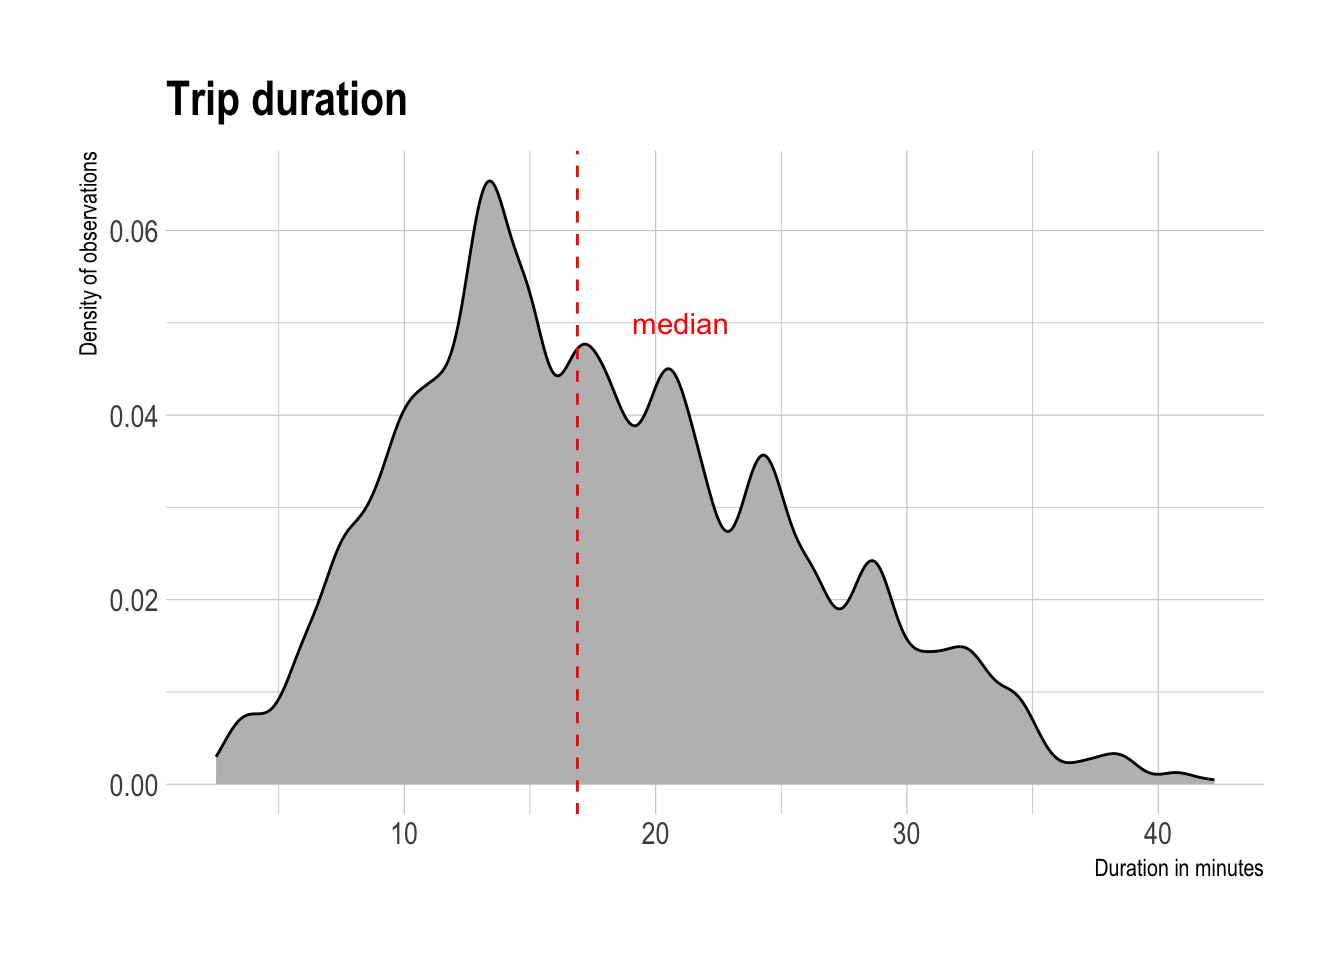 Trip duration
Density of observations
0.06
0.04
0.02
0.00
median
10 20 30 40
Duration in minutes